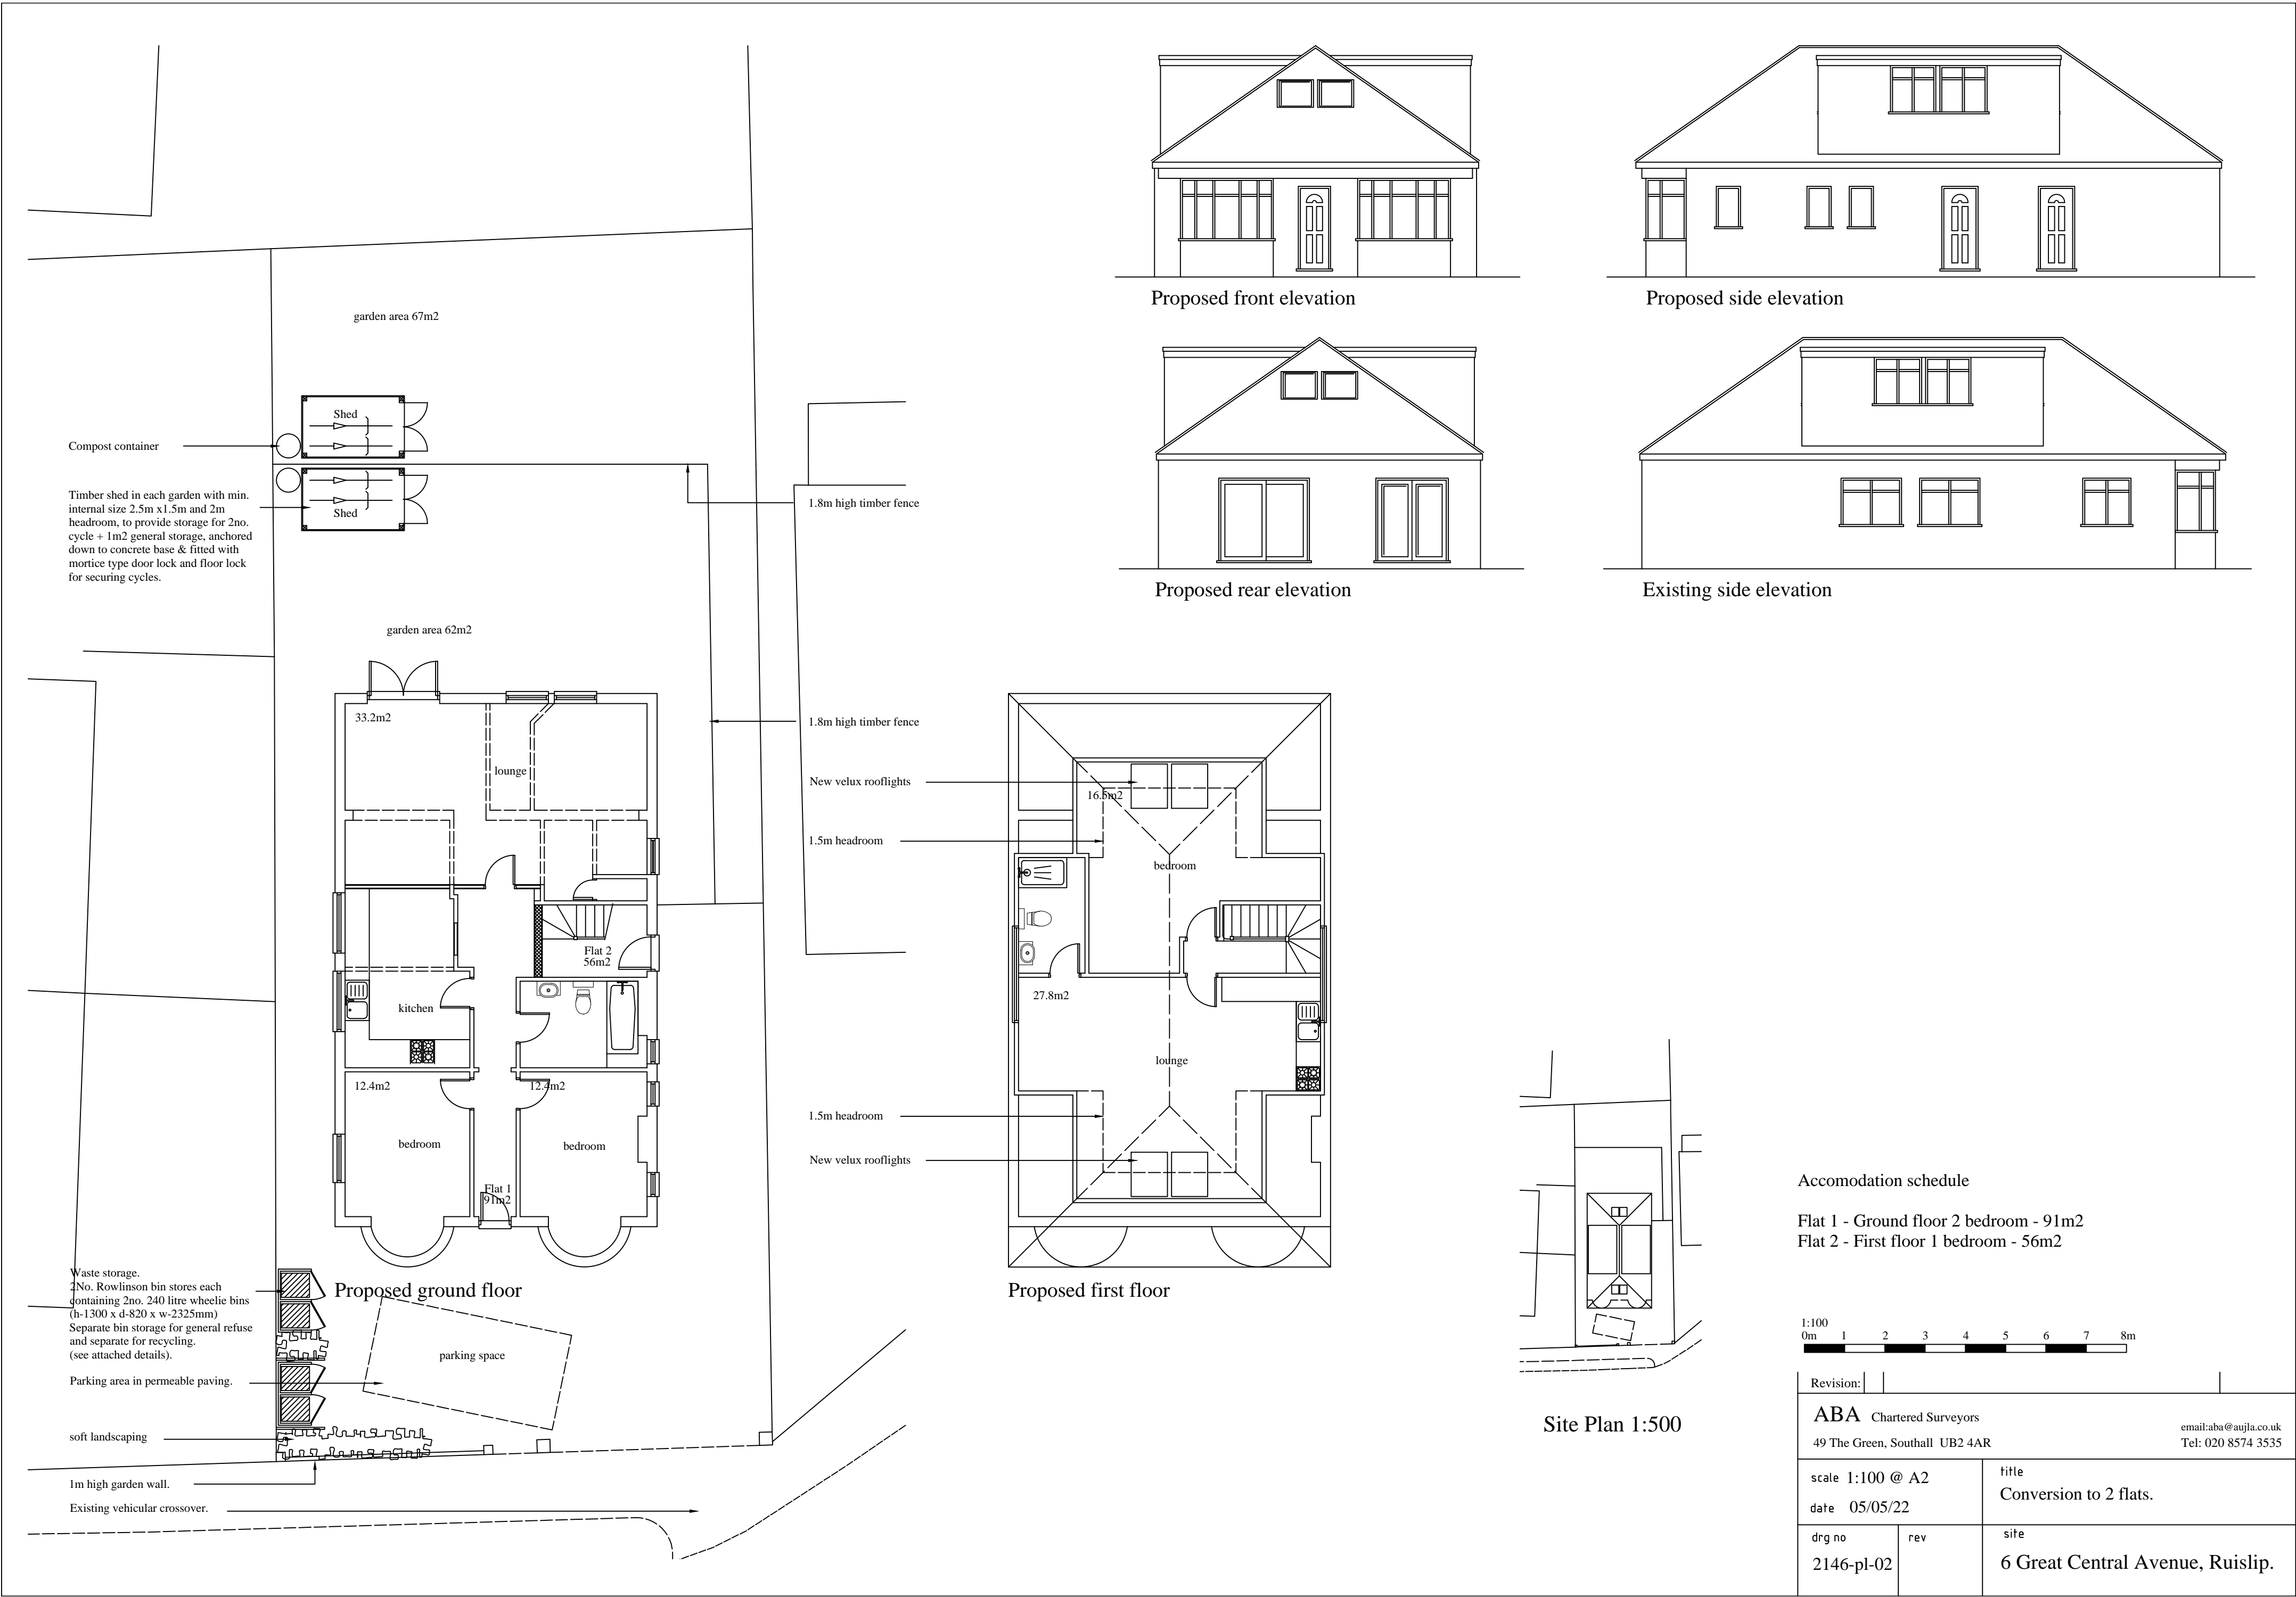 Proposed front elevation
Proposed side elevation
garden area 67m2
Shed
Compost container
Timber shed in each garden with min.
internal size 2.5m x1.5m and 2m
headroom, to provide storage for 2no.
cycle + 1m2 general storage, anchored
down to concrete base & fitted with
mortice type door lock and floor lock
for securing cycles.
Shed
1.8m high timber fence
Proposed rear elevation
Existing side elevation
garden area 62m2
33.2m2
lounge
1.8m high timber fence
Flat 2
56m2
kitchen
12.4m2
12.4m2
bedroom
bedroom
Flat 1
91m2
Proposed ground floor
New velux rooflights
16.5m2
1.5m headroom
bedroom
27.8m2
lounge
1.5m headroom
New velux rooflights
Proposed first floor
Waste storage.
2No. Rowlinson bin stores each
containing 2no. 240 litre wheelie bins
(h-1300 x d-820 x w-2325mm)
Separate bin storage for general refuse
and separate for recycling.
(see attached details).
parking space
Parking area in permeable paving.
soft landscaping
1m high garden wall.
Existing vehicular crossover.
Site Plan 1:500
Accomodation schedule
Flat 1 - Ground floor 2 bedroom - 91m2
Flat 2 - First floor 1 bedroom - 56m2
1:100
0m 1 2 3 4 5 6 7 8m
Revision:
ABA Chartered Surveyors
email:aba@aujla.co.uk
49 The Green, Southall UB2 4AR
Tel: 020 8574 3535
scale 1:100 @ A2
date 05/05/22
title
Conversion to 2 flats.
drg no
2146-pl-02
rev
site
6 Great Central Avenue, Ruislip.